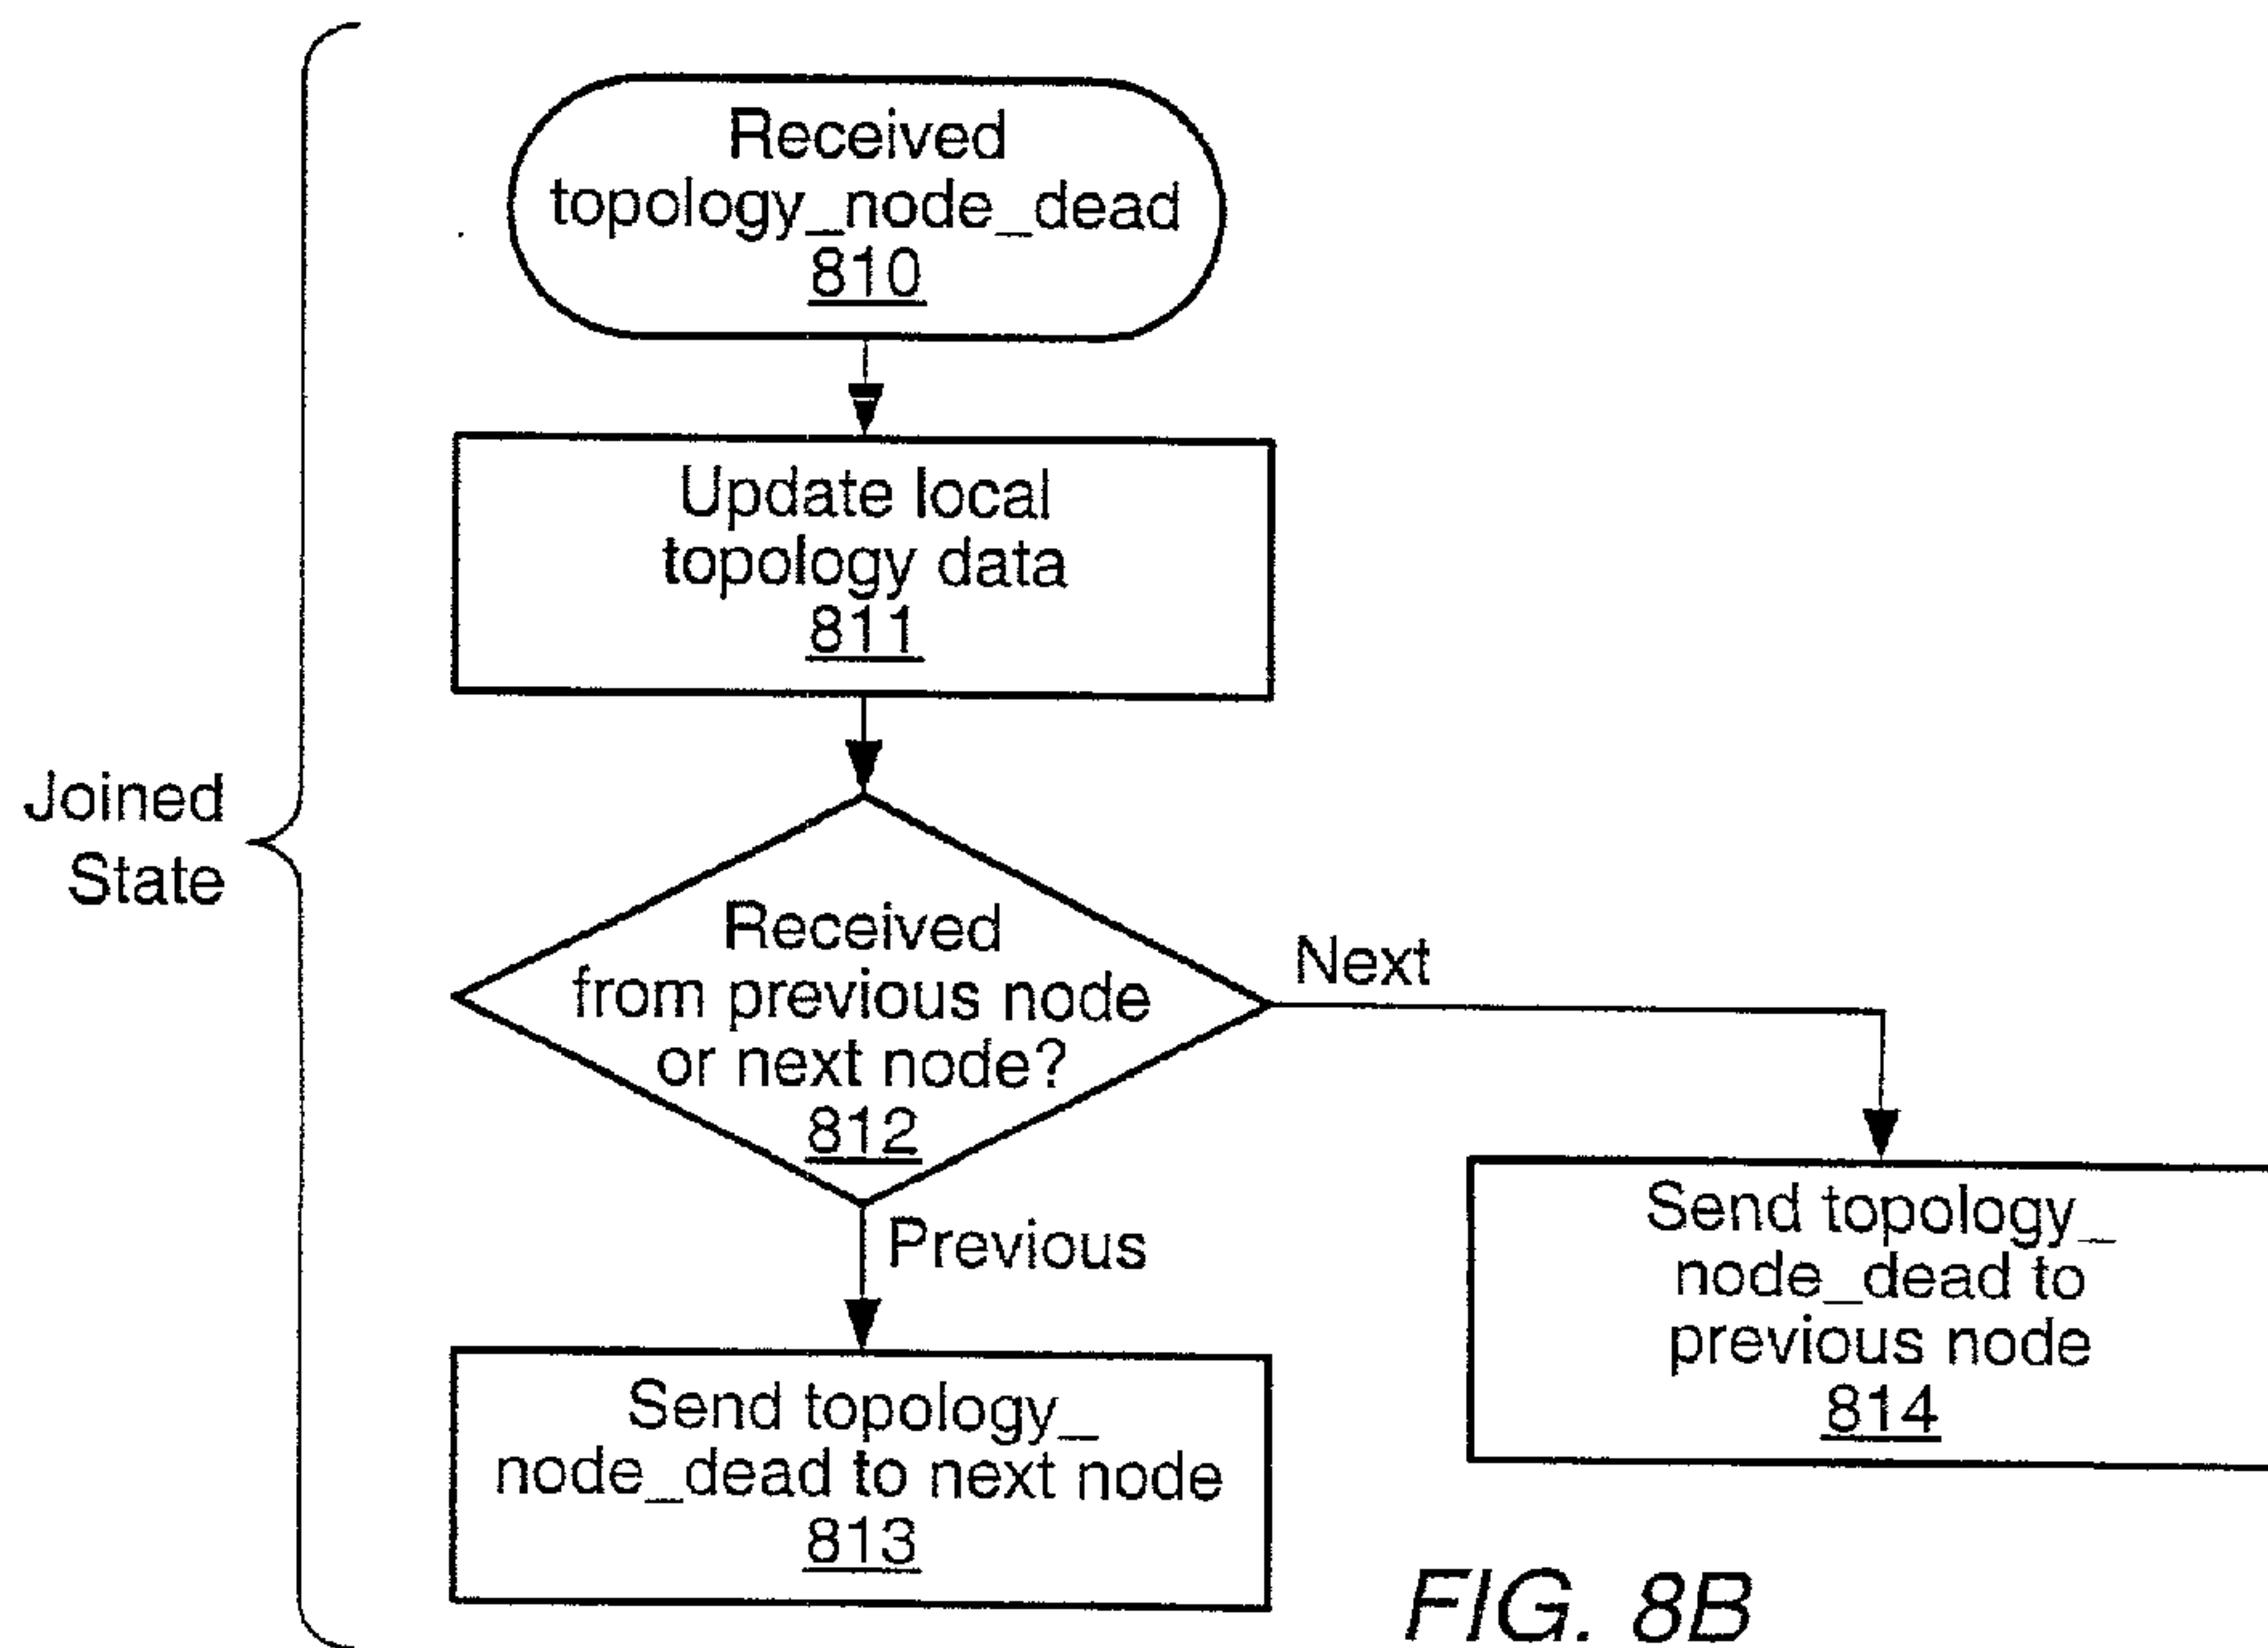 Received
topology_node_dead
810
Update local
topology data
811
Joined
State
Received
from previous node
or next node?
812
Next
Previous
Send topology_
node_dead to
previous node
814
Send topology_
node_dead to next node
813
FIG. 8B